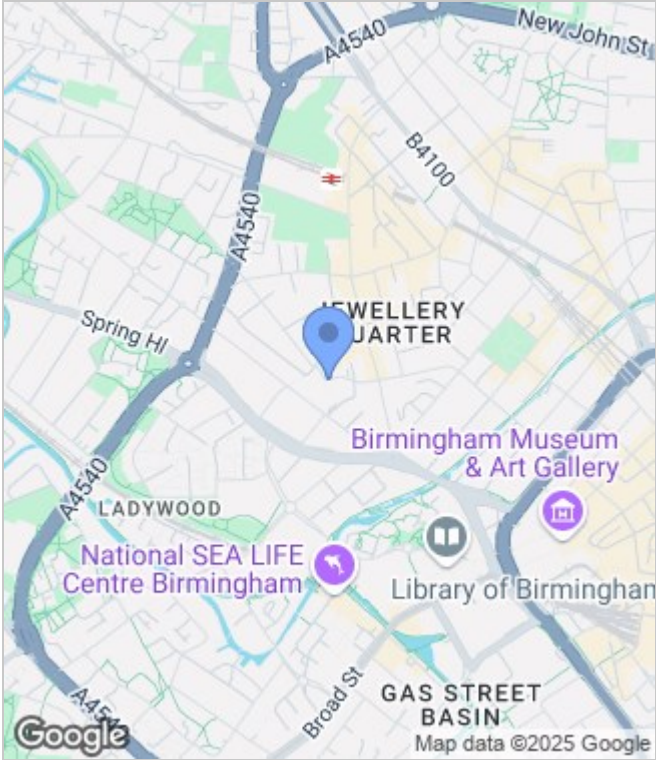 A4540
New John St
B4100
A4540
JEWELLERY
QUARTER
Spring Hl
Birmingham Museum
& Art Gallery
A4540
LADYWOOD
National SEA LIFE
Centre Birmingham
Library of Birmingham
Broad St
GAS STREET
BASIN
A4540
Google
Map data ©2025 Google